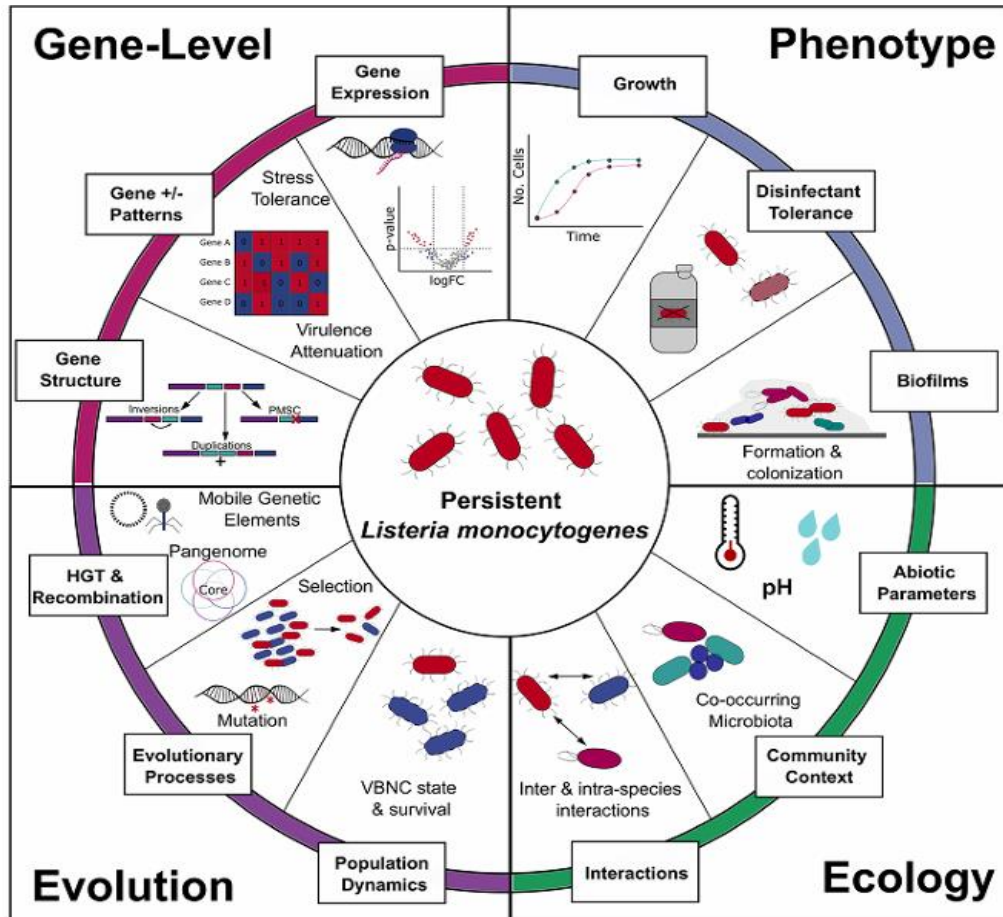 Gene-Level
Phenotype
Gene
Expression
Growth
Gene +/-
Patterns
Stress
Tolerance
Gene A 0 1 1 1 1
Gene B 1 0 1 0 1
Gene C 1 1 0 1 0
Gene D 0 1 0 0 1
Virulence
Attenuation
p-value
logFC
No. Cells
Time
Disinfectant
Tolerance
Gene
Structure
Inversions
PMSC
Duplications
+
Biofilms
Formation &
colonization
Persistent
Listeria monocytogenes
Mobile Genetic
Elements
HGT &
Recombination
Pangenome
Core
Selection
Mutation
Evolutionary
Processes
VBNC state
& survival
Population
Dynamics
pH
Abiotic
Parameters
Co-occurring
Microbiota
Community
Context
Inter & intra-species
interactions
Interactions
Evolution
Ecology